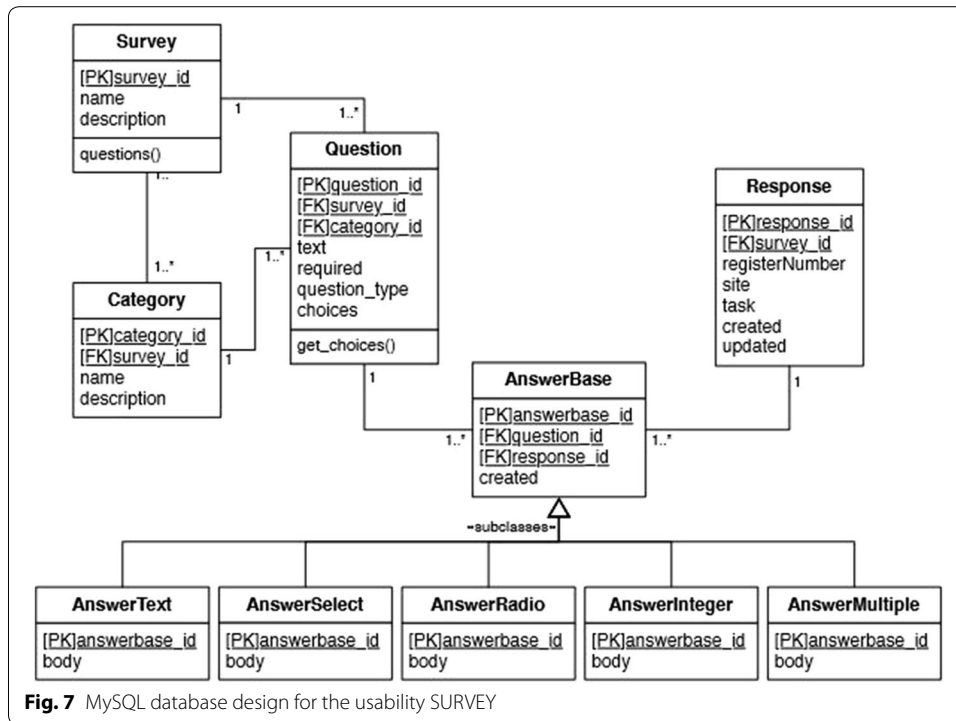 Survey
[PK]survey_id
name
description
questions()
1
1..*
1..
1..*
Question
[PK]question_id
[FK]survey_id
[FK]category_id
text
required
question_type
choices
get_choices()
1..*
1
Category
[PK]category_id
[FK]survey_id
name
description
Response
[PK]response_id
[FK]survey_id
registerNumber
site
task
created
updated
1
1..*
1
1..*
AnswerBase
[PK]answerbase_id
[FK]question_id
[FK]response_id
created
-subclasses-
AnswerText
[PK]answerbase_id
body
AnswerSelect
[PK]answerbase_id
body
AnswerRadio
[PK]answerbase_id
body
AnswerInteger
[PK]answerbase_id
body
AnswerMultiple
[PK]answerbase_id
body
Fig. 7 MySQL database design for the usability SURVEY